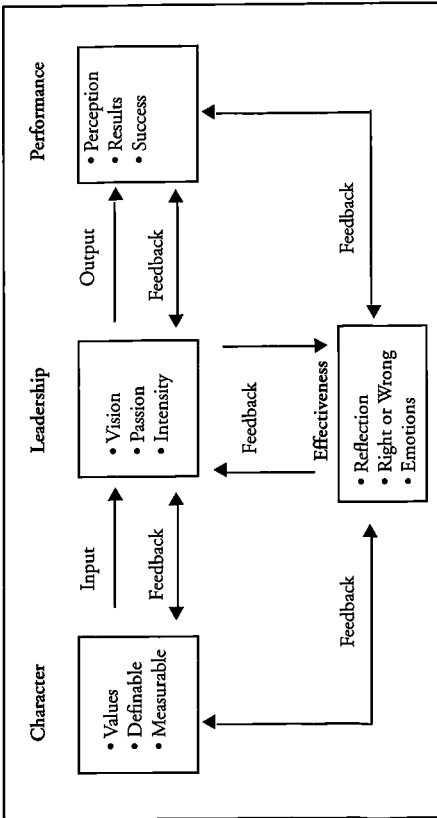 Character
Leadership
Performance
• Values
• Definable
• Measurable
Input
Feedback
• Vision
• Passion
• Intensity
Output
Feedback
• Perception
• Results
• Success
Feedback
Effectiveness
• Reflection
• Right or Wrong
• Emotions
Feedback
Feedback